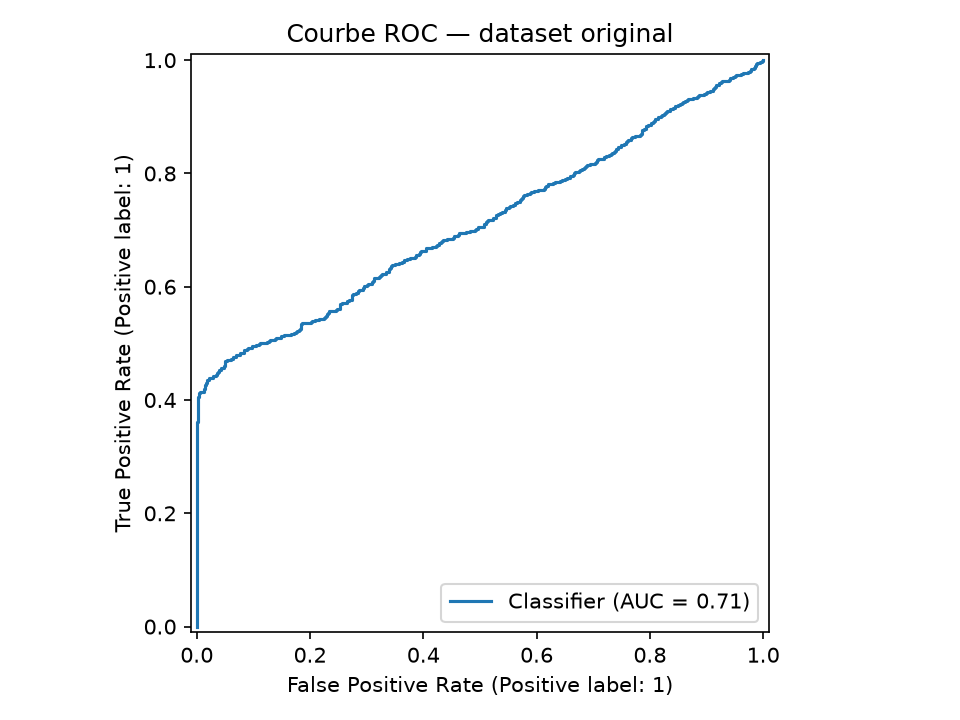 Courbe ROC — dataset original
1.0
0.8
0.6
0.4
0.2
0.0
True Positive Rate (Positive label: 1)
Classifier (AUC = 0.71)
0.0 0.2 0.4 0.6 0.8 1.0
False Positive Rate (Positive label: 1)